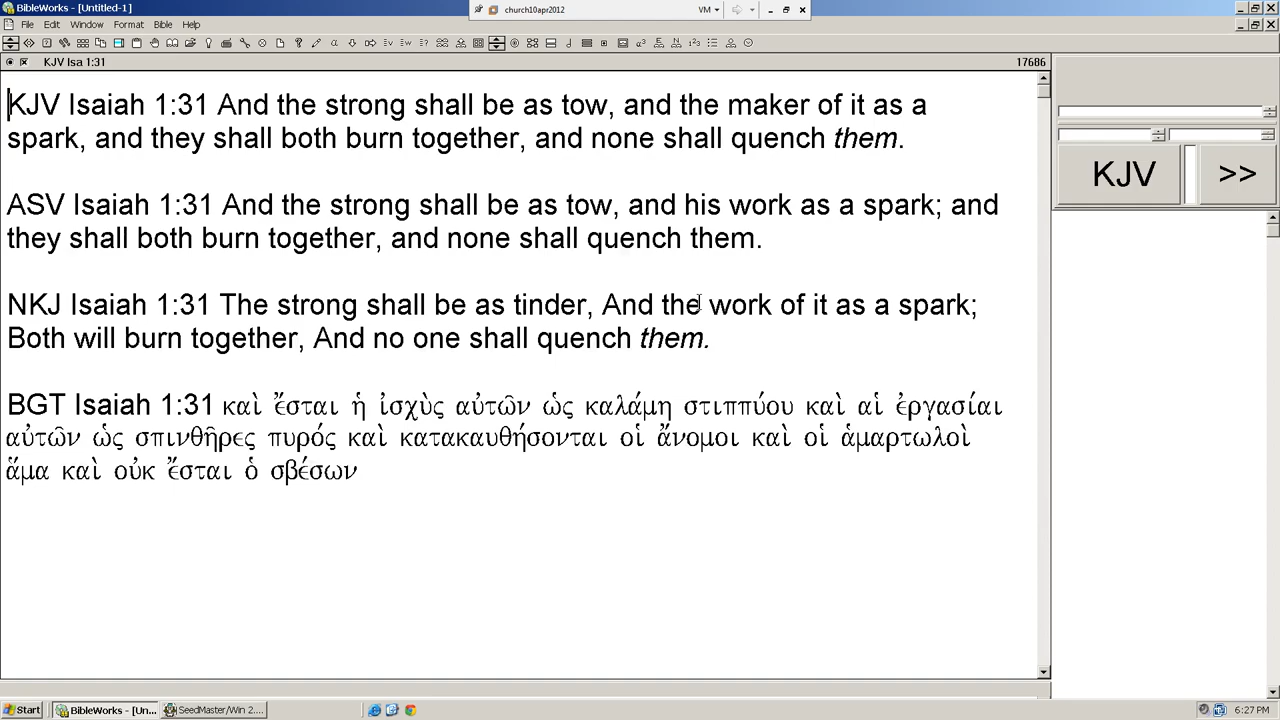 BibleWorks - [Untitled-1]
church10apr2012
VM
File Edit Window Format Bible Help
KJV Isa 1:31
17686
KJV Isaiah 1:31 And the strong shall be as tow, and the maker of it as a
spark, and they shall both burn together, and none shall quench them.
ASV Isaiah 1:31 And the strong shall be as tow, and his work as a spark; and
they shall both burn together, and none shall quench them.
NKJ Isaiah 1:31 The strong shall be as tinder, And the work of it as a spark;
Both will burn together, And no one shall quench them.
BGT Isaiah 1:31 καὶ ἔσται ἡ ἰσχὺς αὐτῶν ὡς καλάμη στιππύου καὶ αἱ ἐργασίαι
αὐτῶν ὡς σπινθῆρες πυρός καὶ κατακαυθήσονται οἱ ἄνομοι καὶ οἱ ἁμαρτωλοὶ
ἅμα καὶ οὐκ ἔσται ὁ σβέσων
KJV
>>
Start
BibleWorks - [Un...
SeedMaster/Win 2....
6:27 PM